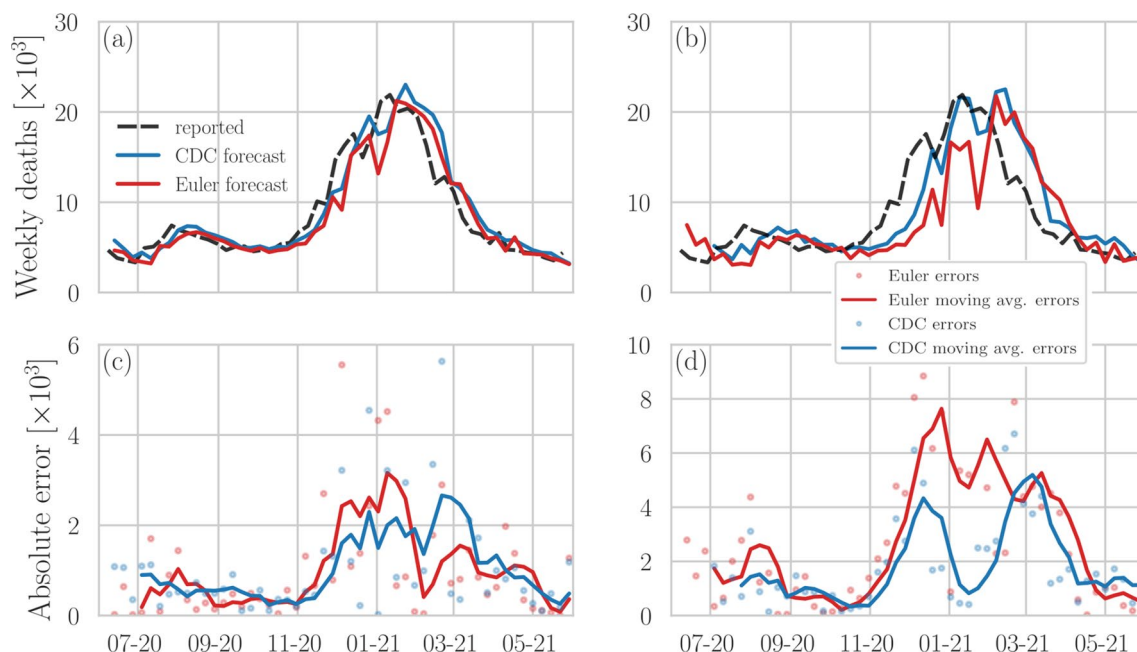 30
(a)
20
10
0
Weekly deaths [×10³]
reported
CDC forecast
Euler forecast
30
(b)
20
10
0
Euler errors
Euler moving avg. errors
CDC errors
CDC moving avg. errors
6
(c)
4
2
0
Absolute error [×10³]
07-20 09-20 11-20 01-21 03-21 05-21
10
(d)
8
6
4
2
0
07-20 09-20 11-20 01-21 03-21 05-21